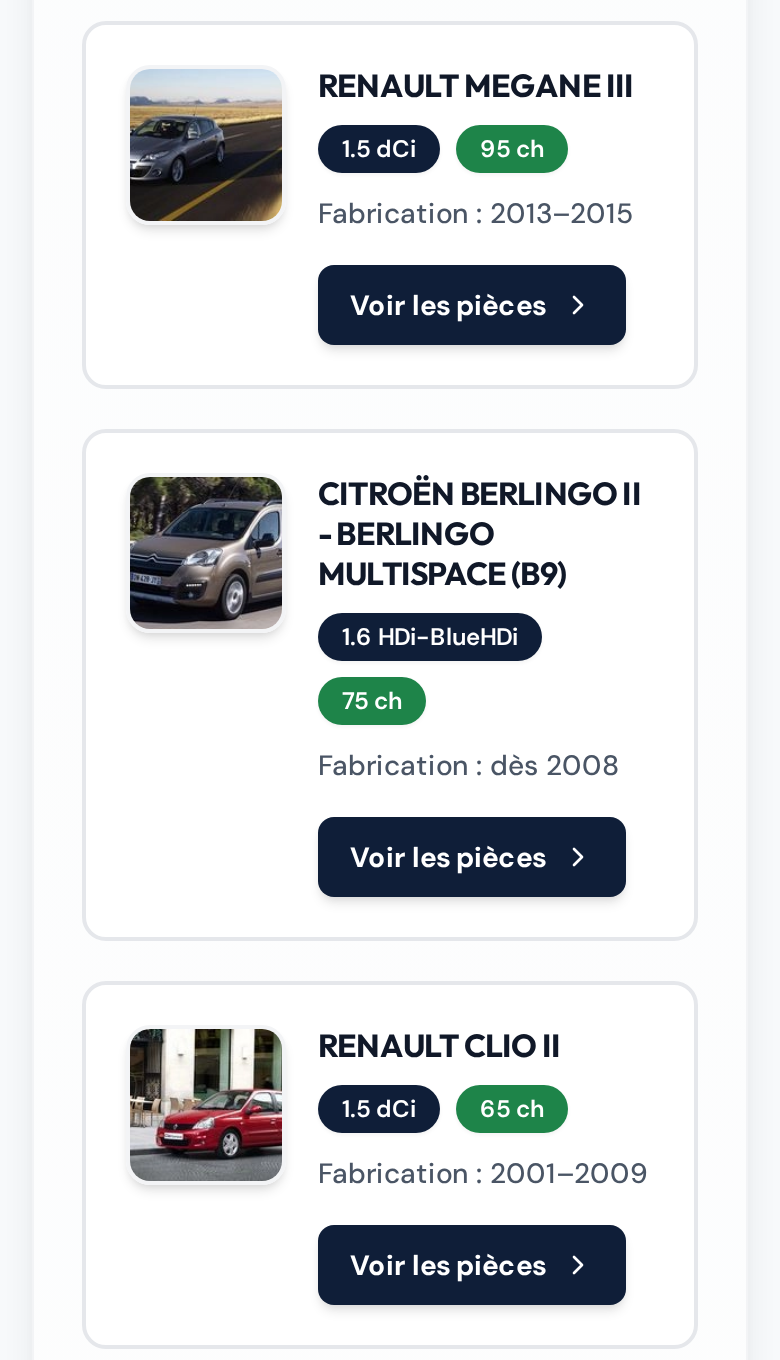 RENAULT MEGANE III
1.5 dCi 95 ch
Fabrication : 2013–2015
Voir les pièces
CITROËN BERLINGO II
- BERLINGO
MULTISPACE (B9)
1.6 HDi–BlueHDi
75 ch
Fabrication : dès 2008
Voir les pièces
RENAULT CLIO II
1.5 dCi 65 ch
Fabrication : 2001–2009
Voir les pièces